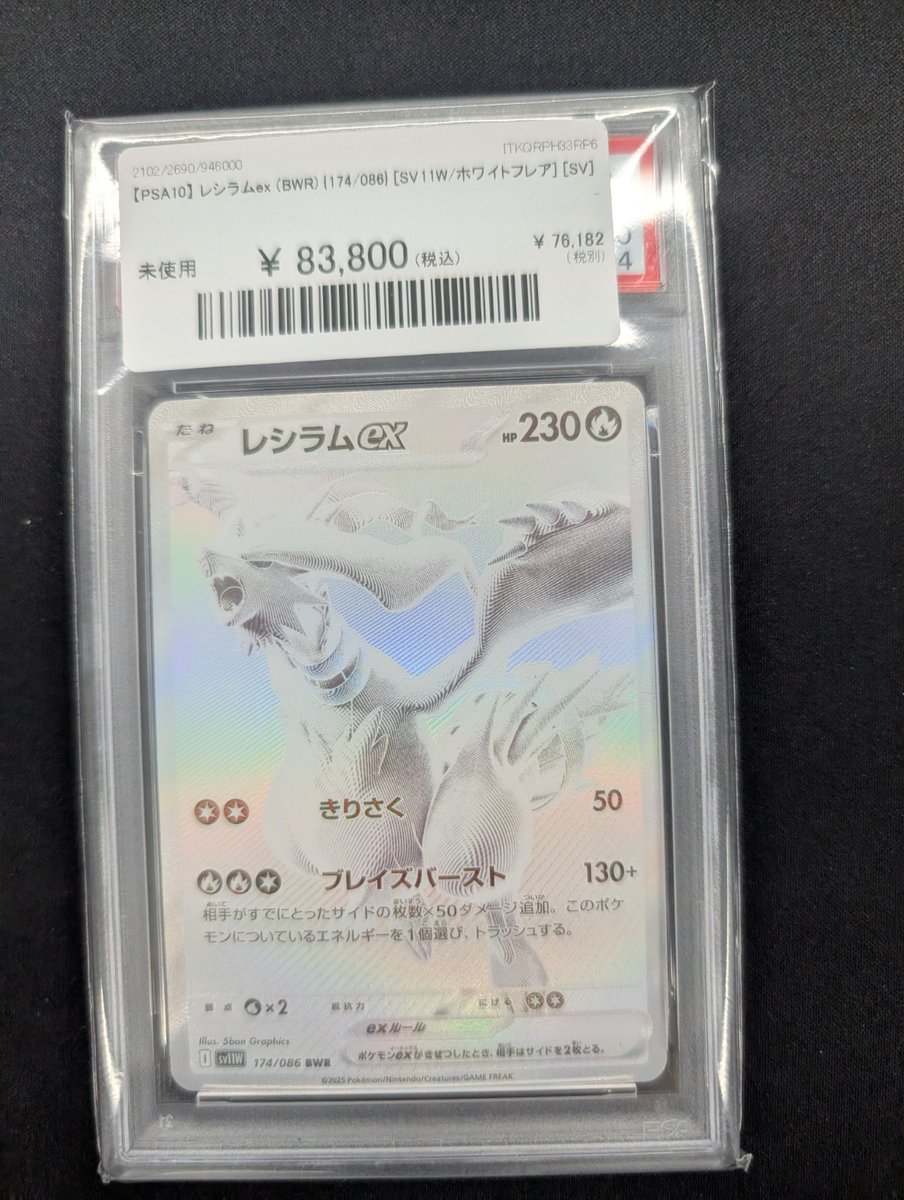 ITKQRPH33RP6
2102/2690/946000
【PSA10】 レシラムex (BWR) {174/086} [SV11W/ホワイトフレア] [SV]
未使用 ¥ 83,800 (税込) ¥ 76,182 (税別)
4
たね レシラムex HP 230
きりさく 50
ブレイズバースト 130+
相手がすでにとったサイドの枚数×50ダメージ追加。このポケ
モンについているエネルギーを1個選び、トラッシュする。
弱点 ×2 抵抗力 にげる
exルール
ポケモンexがきぜつしたとき、相手はサイドを2枚とる。
Illus. 5ban Graphics
I sv11W 174/086 BWR
©2025 Pokémon/Nintendo/Creatures/GAME FREAK
PSA